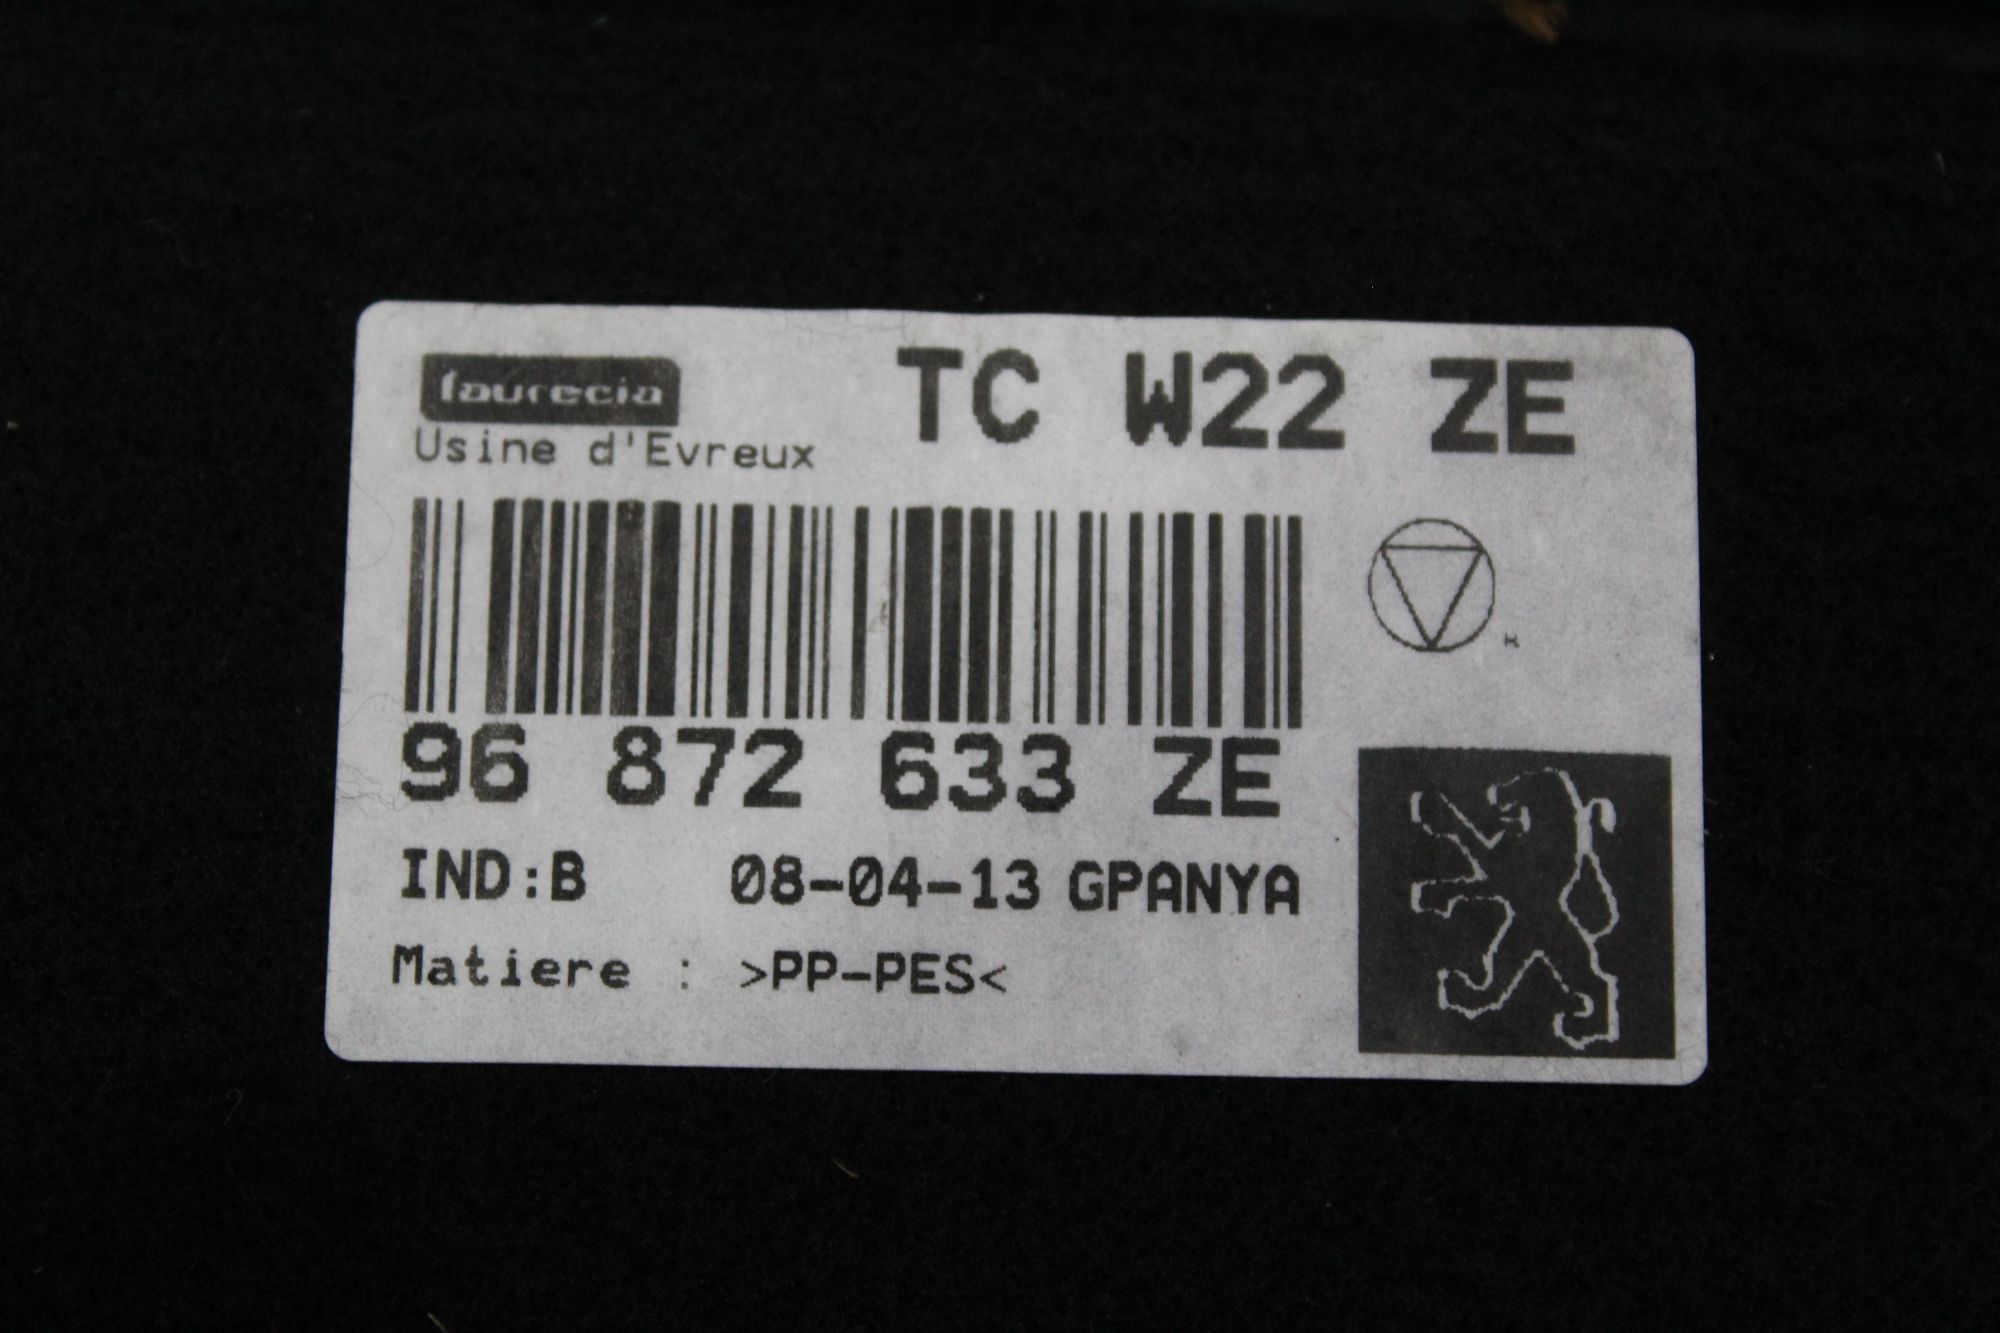 faurecia
TC W22 ZE
Usine d'Evreux
96 872 633 ZE
IND:B 08-04-13 GPANYA
Matiere : >PP-PES<